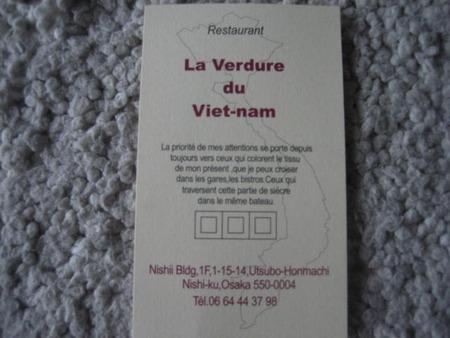 Restaurant
La Verdure
du
Viet-nam
La priorité de mes attentions se porte depuis
toujours vers ceux qui colorent le tissu
de mon présent ,que je peux croiser
dans les gares,les bistros.Ceux qui
traversent cette partie de siécre
dans le même bateau.
Nishii Bldg,1F,1-15-14,Utsubo-Honmachi
Nishi-ku,Osaka 550-0004
Tél.06 64 44 37 98